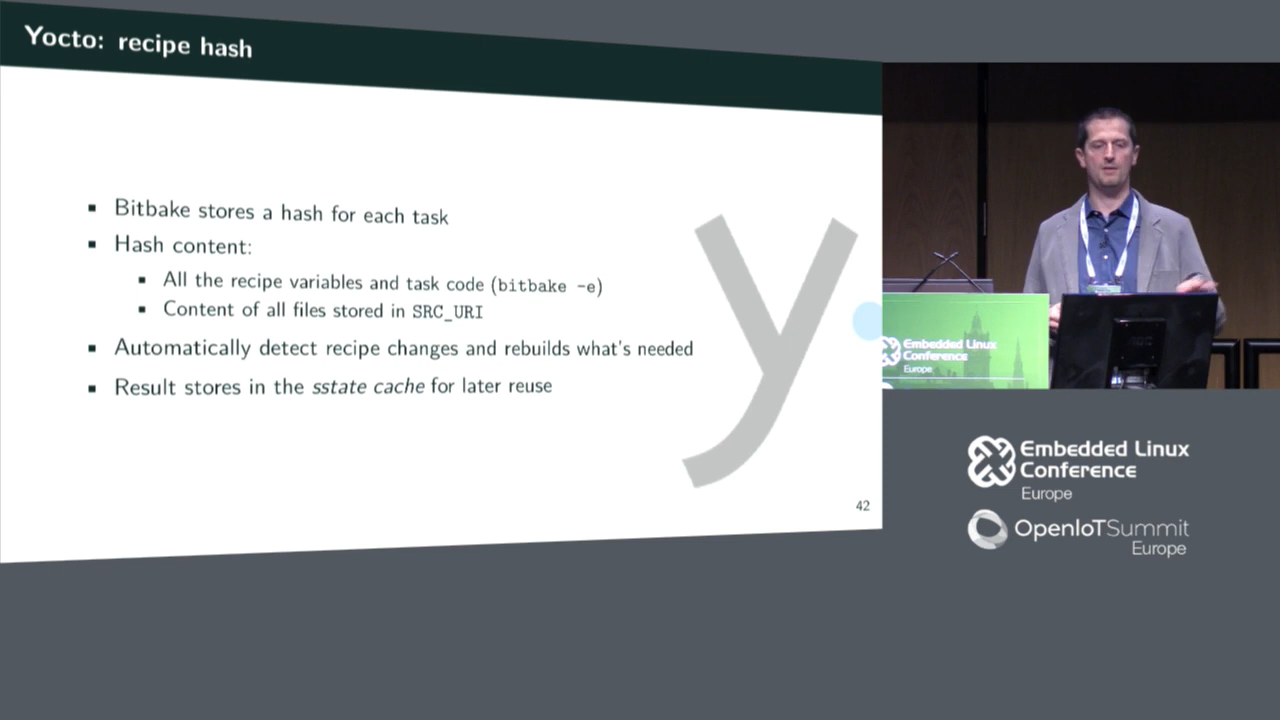 Yocto: recipe hash
Bitbake stores a hash for each task
Hash content:
All the recipe variables and task code (bitbake -e)
Content of all files stored in SRC_URI
Automatically detect recipe changes and rebuilds what's needed
Result stores in the sstate cache for later reuse
y
42
Embedded Linux
Conference
Europe
Embedded Linux
Conference
Europe
OpenIoTSummit
Europe